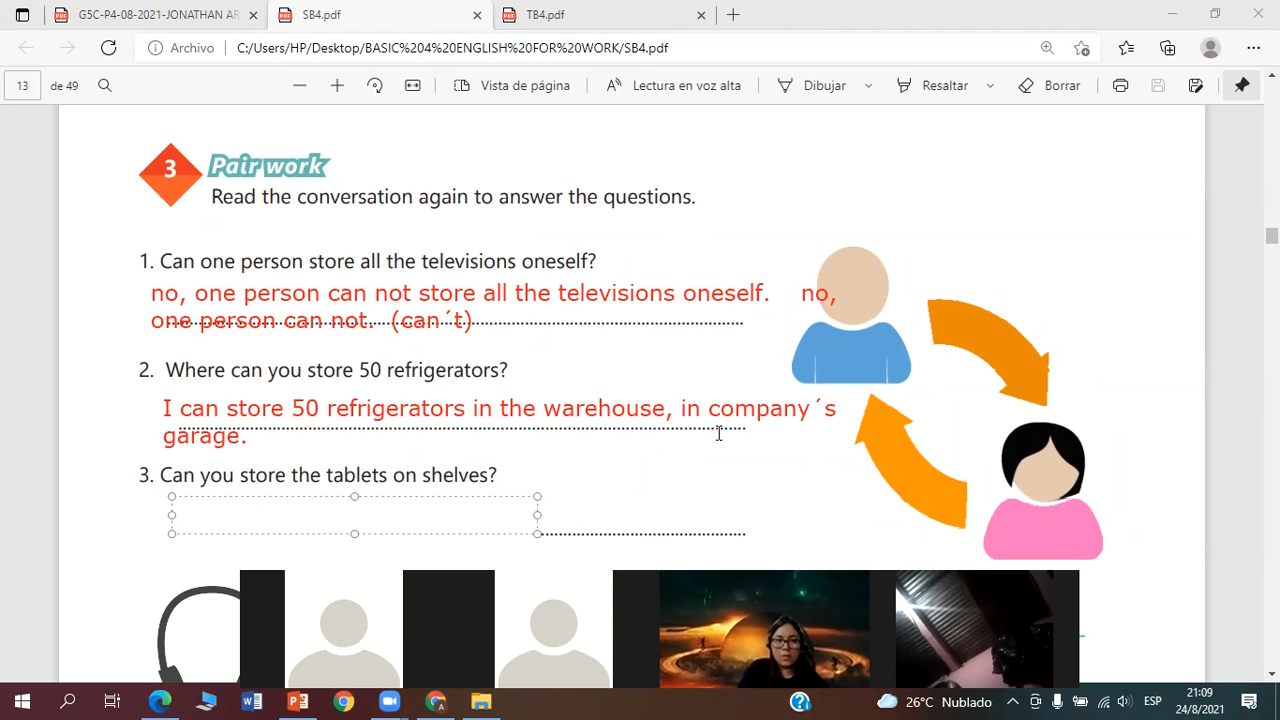 G5C-P4-08-2021-JONATHAN AR
SB4.pdf
TB4.pdf
Archivo
C:/Users/HP/Desktop/BASIC%204%20ENGLISH%20FOR%20WORK/SB4.pdf
13 de 49
Vista de página
Lectura en voz alta
Dibujar
Resaltar
Borrar
3 Pair work
Read the conversation again to answer the questions.
1. Can one person store all the televisions oneself?
no, one person can not store all the televisions oneself. no,
one person can not. (can´t)
2. Where can you store 50 refrigerators?
I can store 50 refrigerators in the warehouse, in company´s
garage.
3. Can you store the tablets on shelves?
26°C Nublado
ESP
21:09
24/8/2021